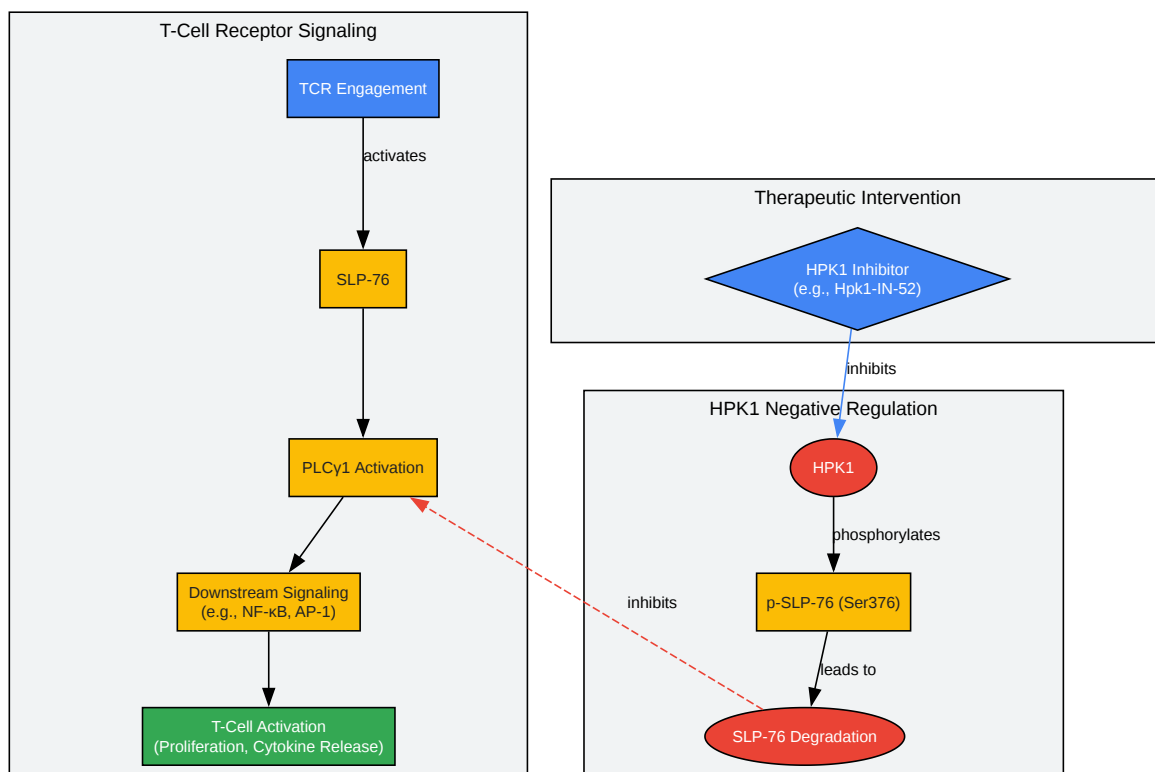 T-Cell Receptor Signaling
TCR Engagement
activates
SLP-76
PLCγ1 Activation
Downstream Signaling
(e.g., NF-κB, AP-1)
T-Cell Activation
(Proliferation, Cytokine Release)
Therapeutic Intervention
HPK1 Inhibitor
(e.g., Hpk1-IN-52)
inhibits
HPK1 Negative Regulation
HPK1
phosphorylates
p-SLP-76 (Ser376)
leads to
SLP-76 Degradation
inhibits